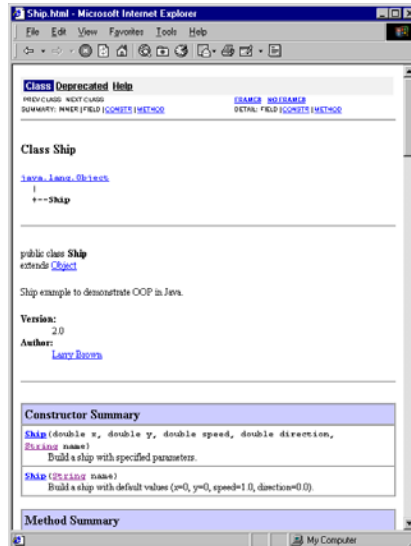 Ship.html - Microsoft Internet Explorer
File Edit View Favorites Tools Help
Class Deprecated Help
PREV CLASS NEXT CLASS
FRAMES NO FRAMES
SUMMARY: INNER | FIELD | CONSTR | METHOD
DETAIL: FIELD | CONSTR | METHOD
Class Ship
java.lang.Object
|
+--Ship
public class Ship
extends Object
Ship example to demonstrate OOP in Java.
Version:
2.0
Author:
Larry Brown
Constructor Summary
Ship(double x, double y, double speed, double direction,
String name)
Build a ship with specified parameters.
Ship(String name)
Build a ship with default values (x=0, y=0, speed=1.0, direction=0.0).
Method Summary
My Computer